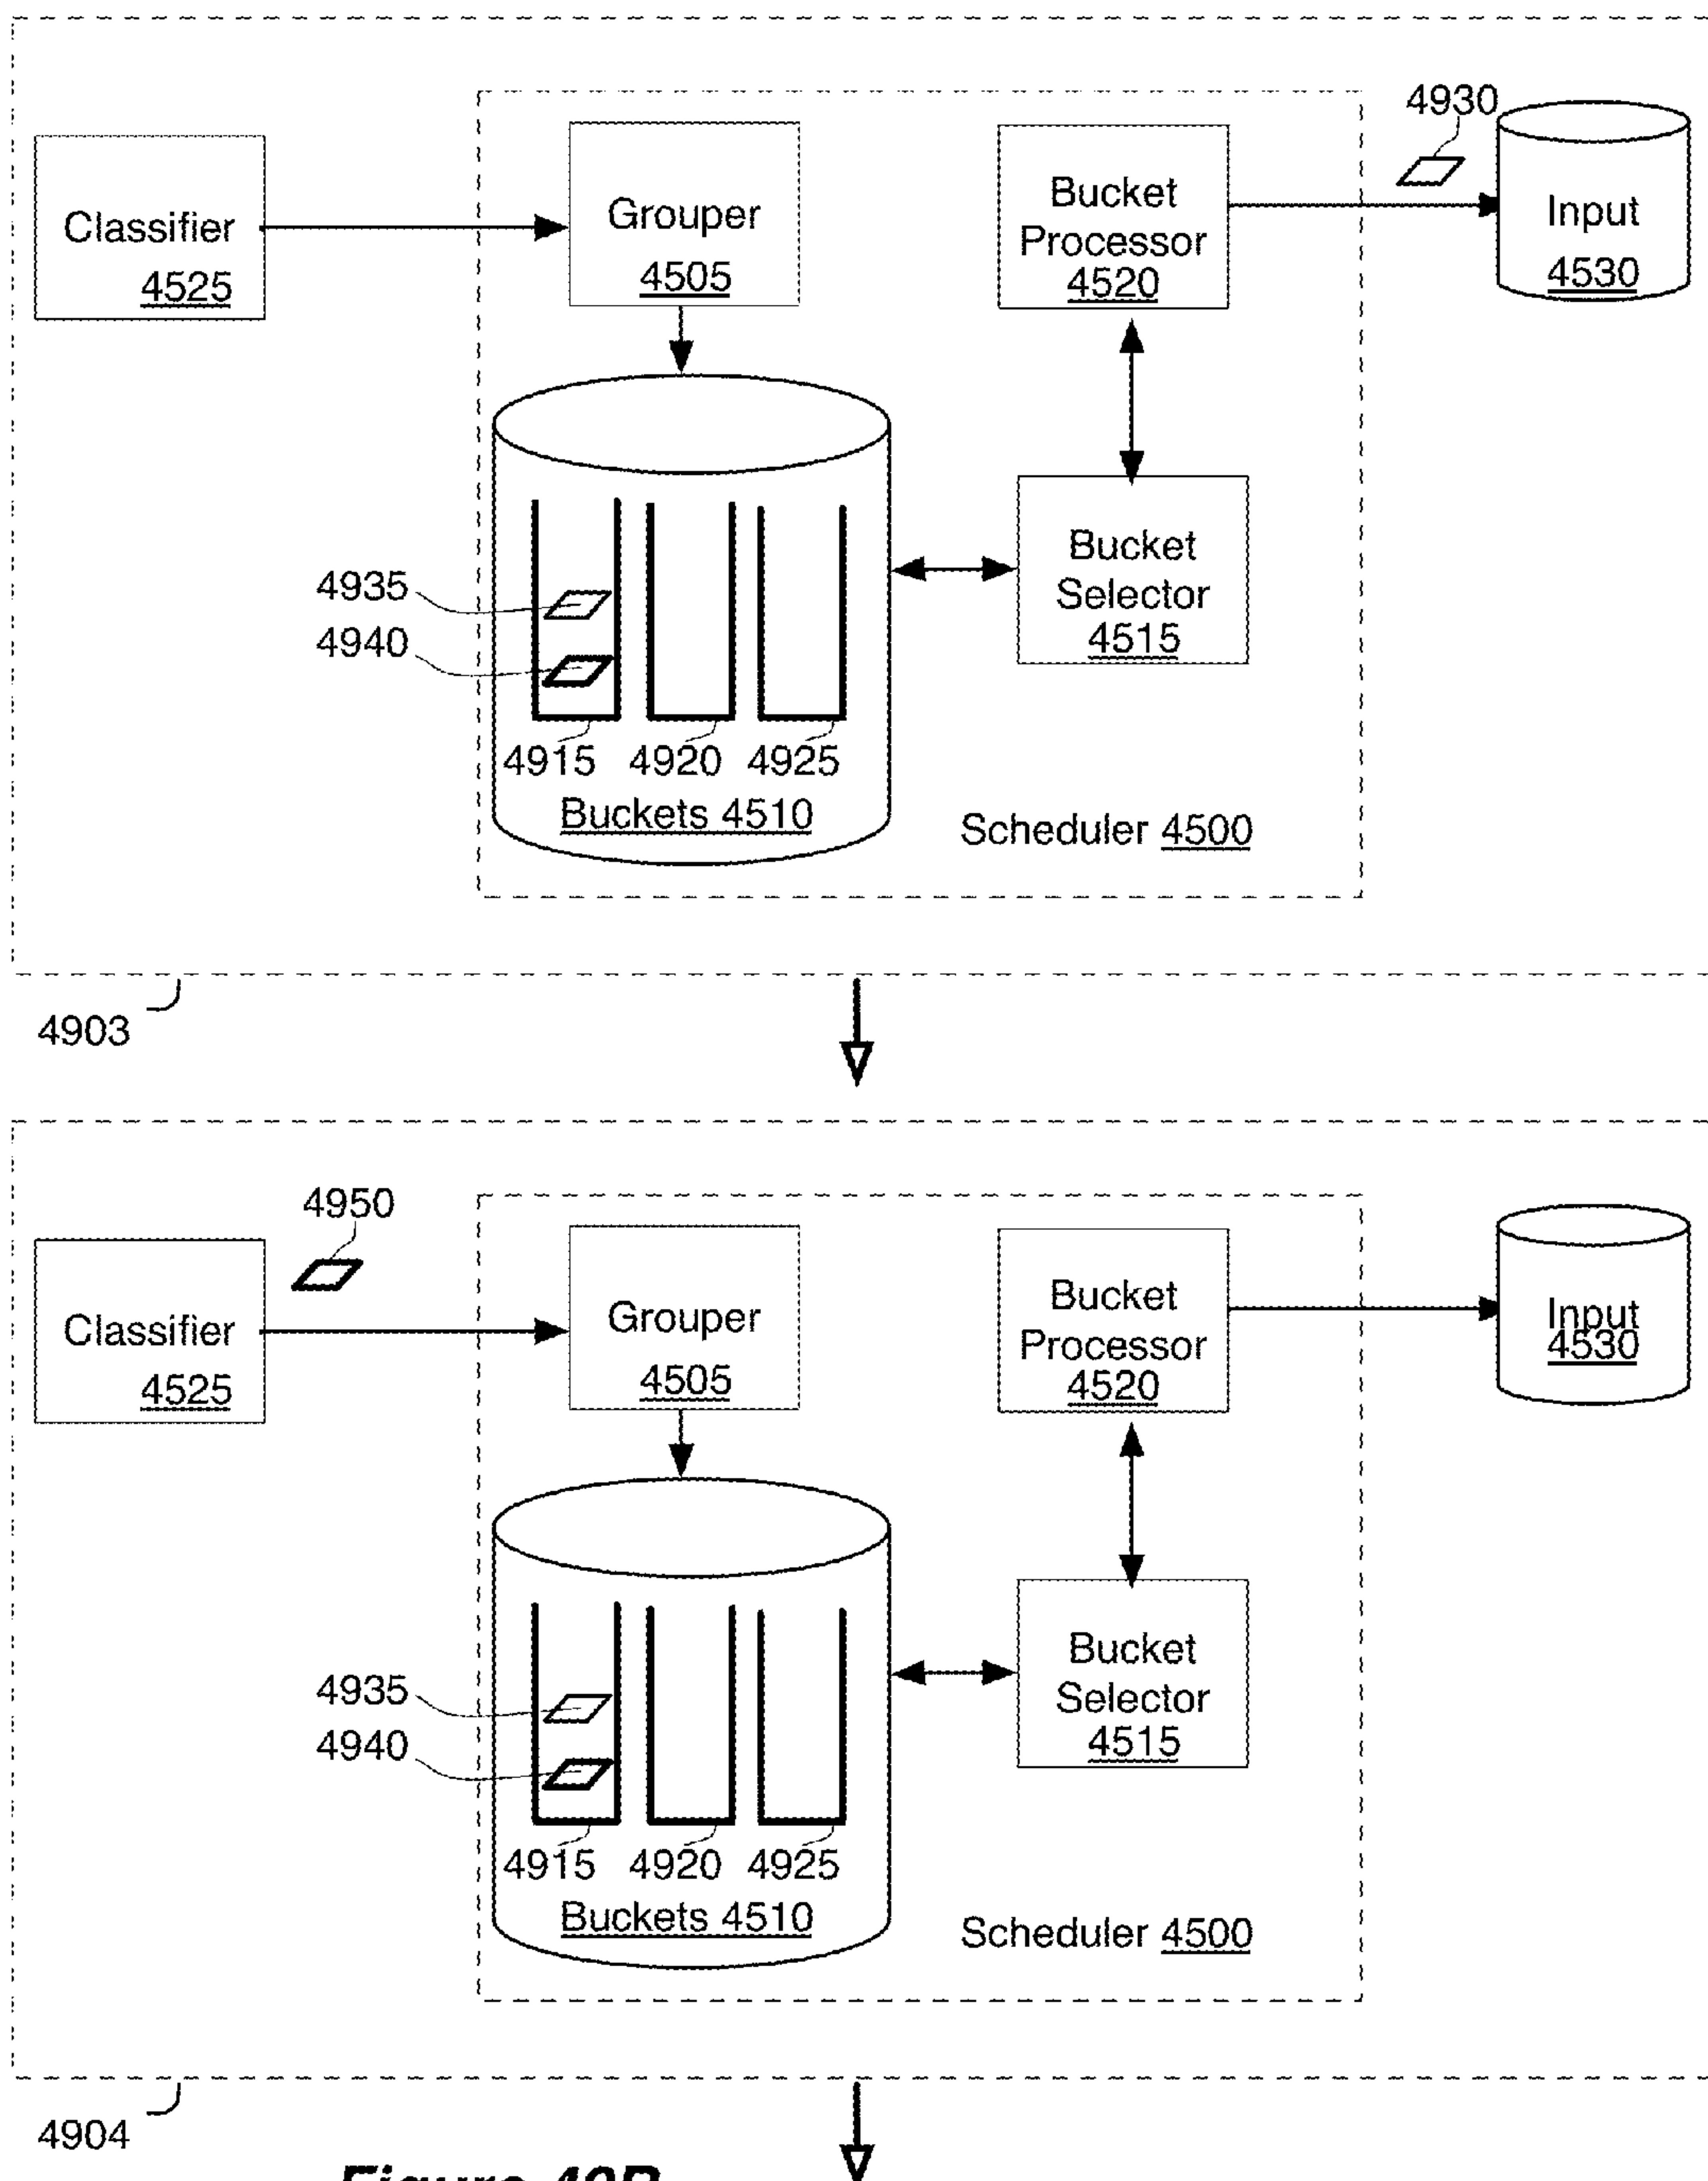 4930
Classifier
4525
Grouper
4505
Bucket
Processor
4520
Input
4530
4935
4940
Bucket
Selector
4515
4915 4920 4925
Buckets 4510
Scheduler 4500
4903
4950
Classifier
4525
Grouper
4505
Bucket
Processor
4520
Input
4530
4935
4940
Bucket
Selector
4515
4915 4920 4925
Buckets 4510
Scheduler 4500
4904
Figure 49B